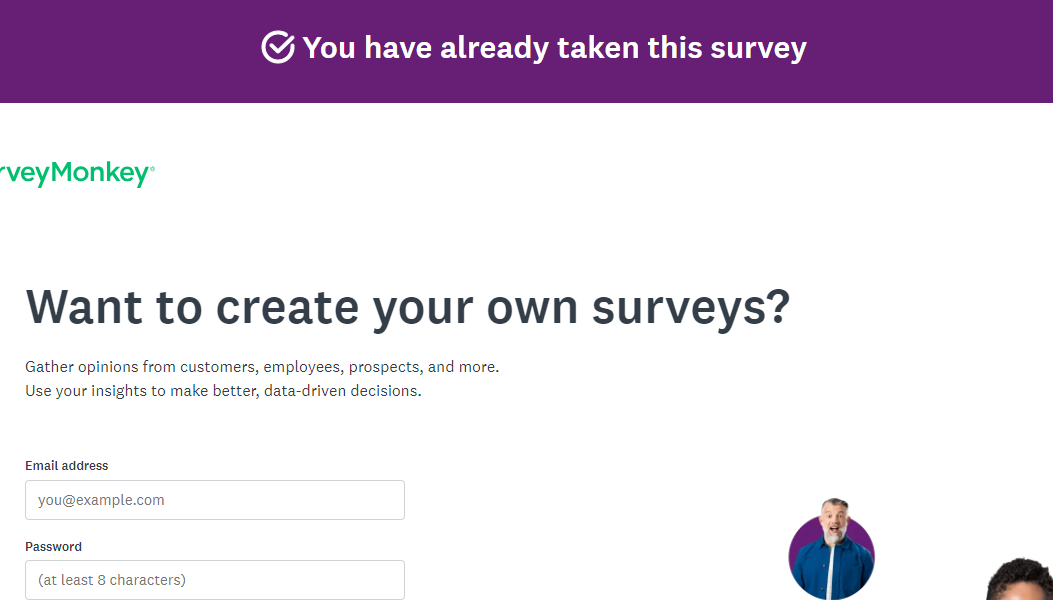 You have already taken this survey
rveyMonkey®
Want to create your own surveys?
Gather opinions from customers, employees, prospects, and more.
Use your insights to make better, data-driven decisions.
Email address
you@example.com
Password
(at least 8 characters)